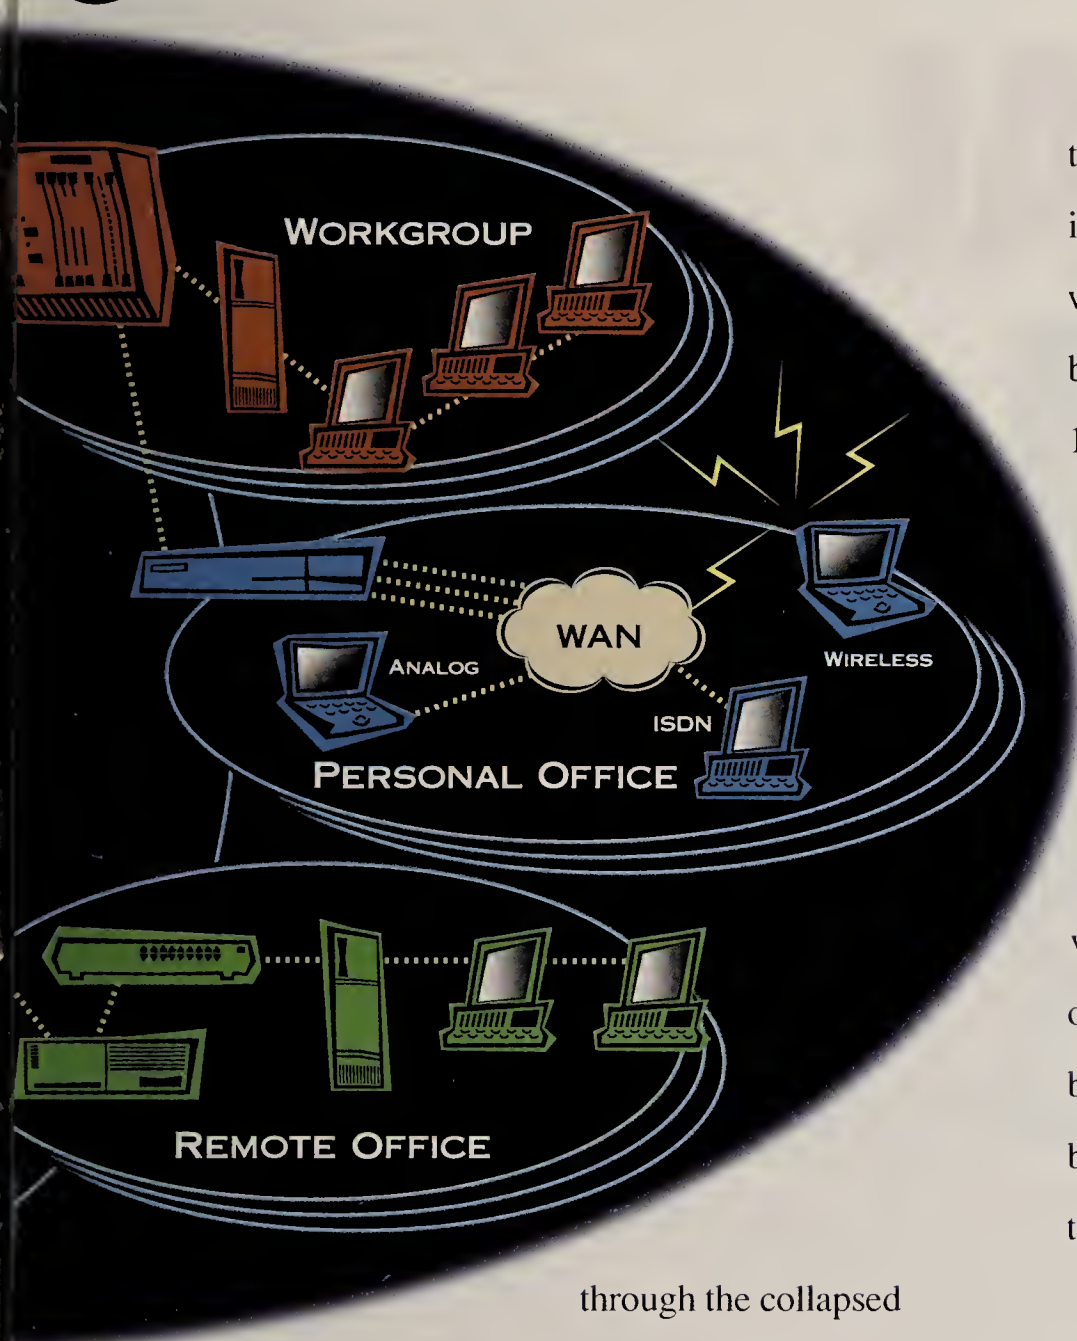 WORKGROUP
WAN
ANALOG
WIRELESS
ISDN
PERSONAL OFFICE
REMOTE OFFICE
through the collapsed